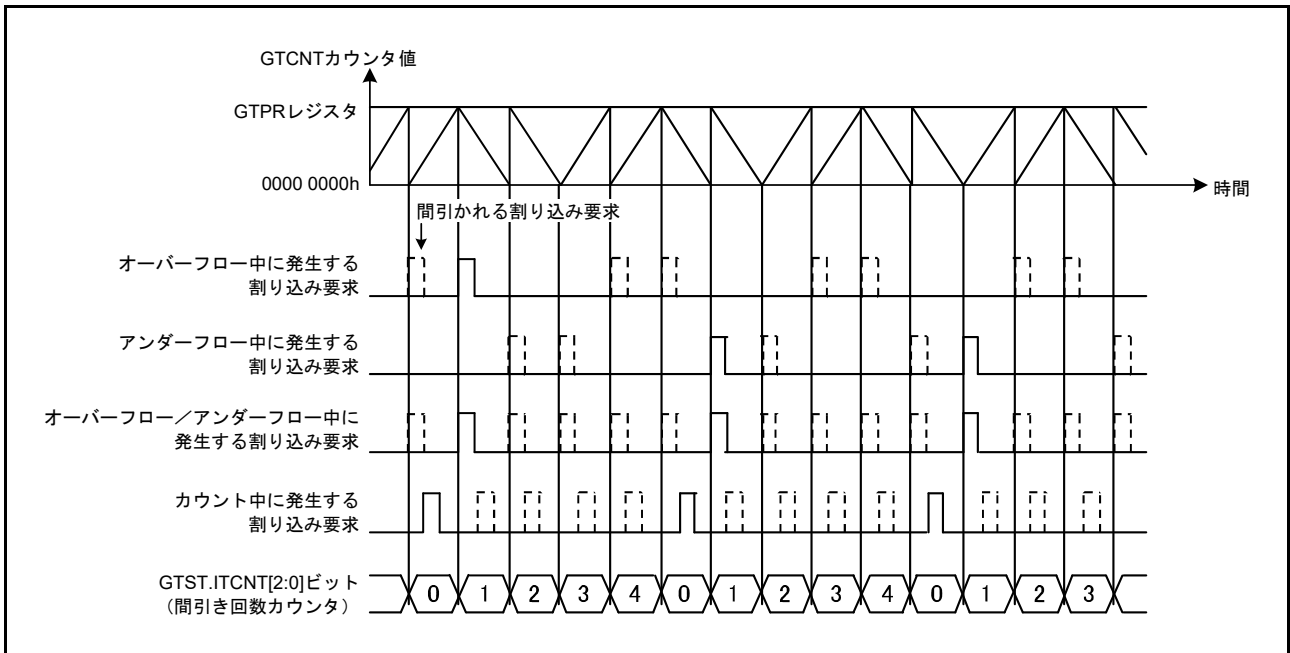 GTCNTカウンタ値
GTPRレジスタ
0000 0000h
時間
間引かれる割り込み要求
オーバーフロー中に発生する
割り込み要求
アンダーフロー中に発生する
割り込み要求
オーバーフロー／アンダーフロー中に
発生する割り込み要求
カウント中に発生する
割り込み要求
GTST.ITCNT[2:0]ビット
（間引き回数カウンタ）
0 1 2 3 4 0 1 2 3 4 0 1 2 3